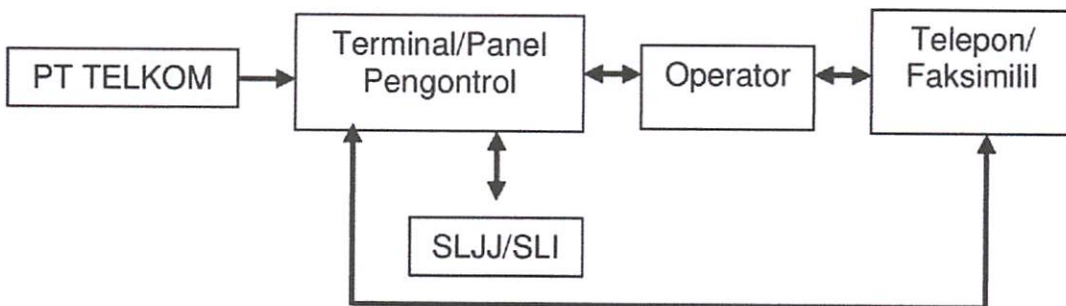 PT TELKOM
Terminal/Panel
Pengontrol
Operator
Telepon/
Faksimilil
SLJJ/SLI